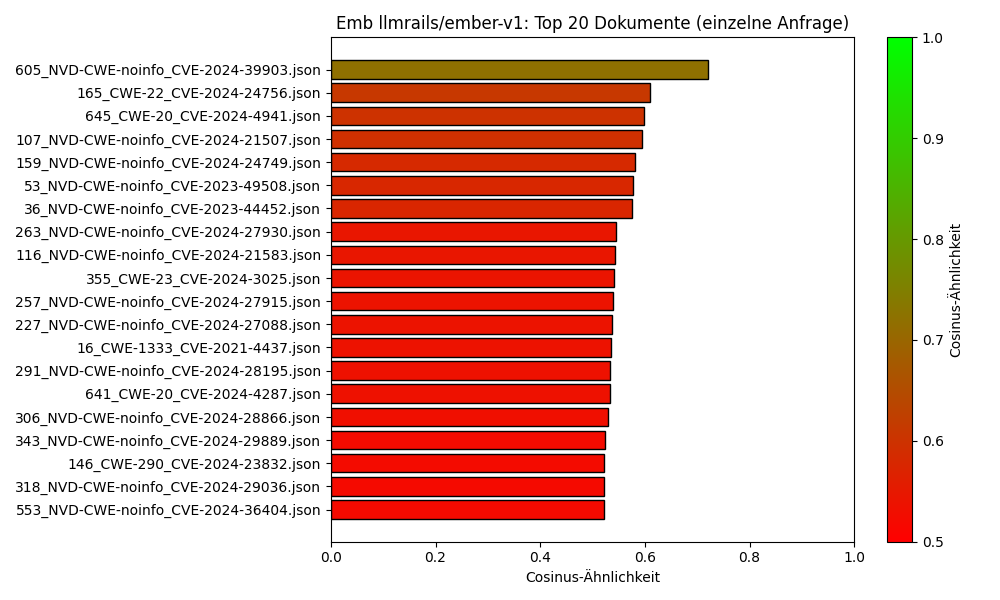 Emb llmrails/ember-v1: Top 20 Dokumente (einzelne Anfrage)
605_NVD-CWE-noinfo_CVE-2024-39903.json
165_CWE-22_CVE-2024-24756.json
645_CWE-20_CVE-2024-4941.json
107_NVD-CWE-noinfo_CVE-2024-21507.json
159_NVD-CWE-noinfo_CVE-2024-24749.json
53_NVD-CWE-noinfo_CVE-2023-49508.json
36_NVD-CWE-noinfo_CVE-2023-44452.json
263_NVD-CWE-noinfo_CVE-2024-27930.json
116_NVD-CWE-noinfo_CVE-2024-21583.json
355_CWE-23_CVE-2024-3025.json
257_NVD-CWE-noinfo_CVE-2024-27915.json
227_NVD-CWE-noinfo_CVE-2024-27088.json
16_CWE-1333_CVE-2021-4437.json
291_NVD-CWE-noinfo_CVE-2024-28195.json
641_CWE-20_CVE-2024-4287.json
306_NVD-CWE-noinfo_CVE-2024-28866.json
343_NVD-CWE-noinfo_CVE-2024-29889.json
146_CWE-290_CVE-2024-23832.json
318_NVD-CWE-noinfo_CVE-2024-29036.json
553_NVD-CWE-noinfo_CVE-2024-36404.json
0.0 0.2 0.4 0.6 0.8 1.0
Cosinus-Ähnlichkeit
1.0
0.9
0.8
0.7
0.6
0.5
Cosinus-Ähnlichkeit